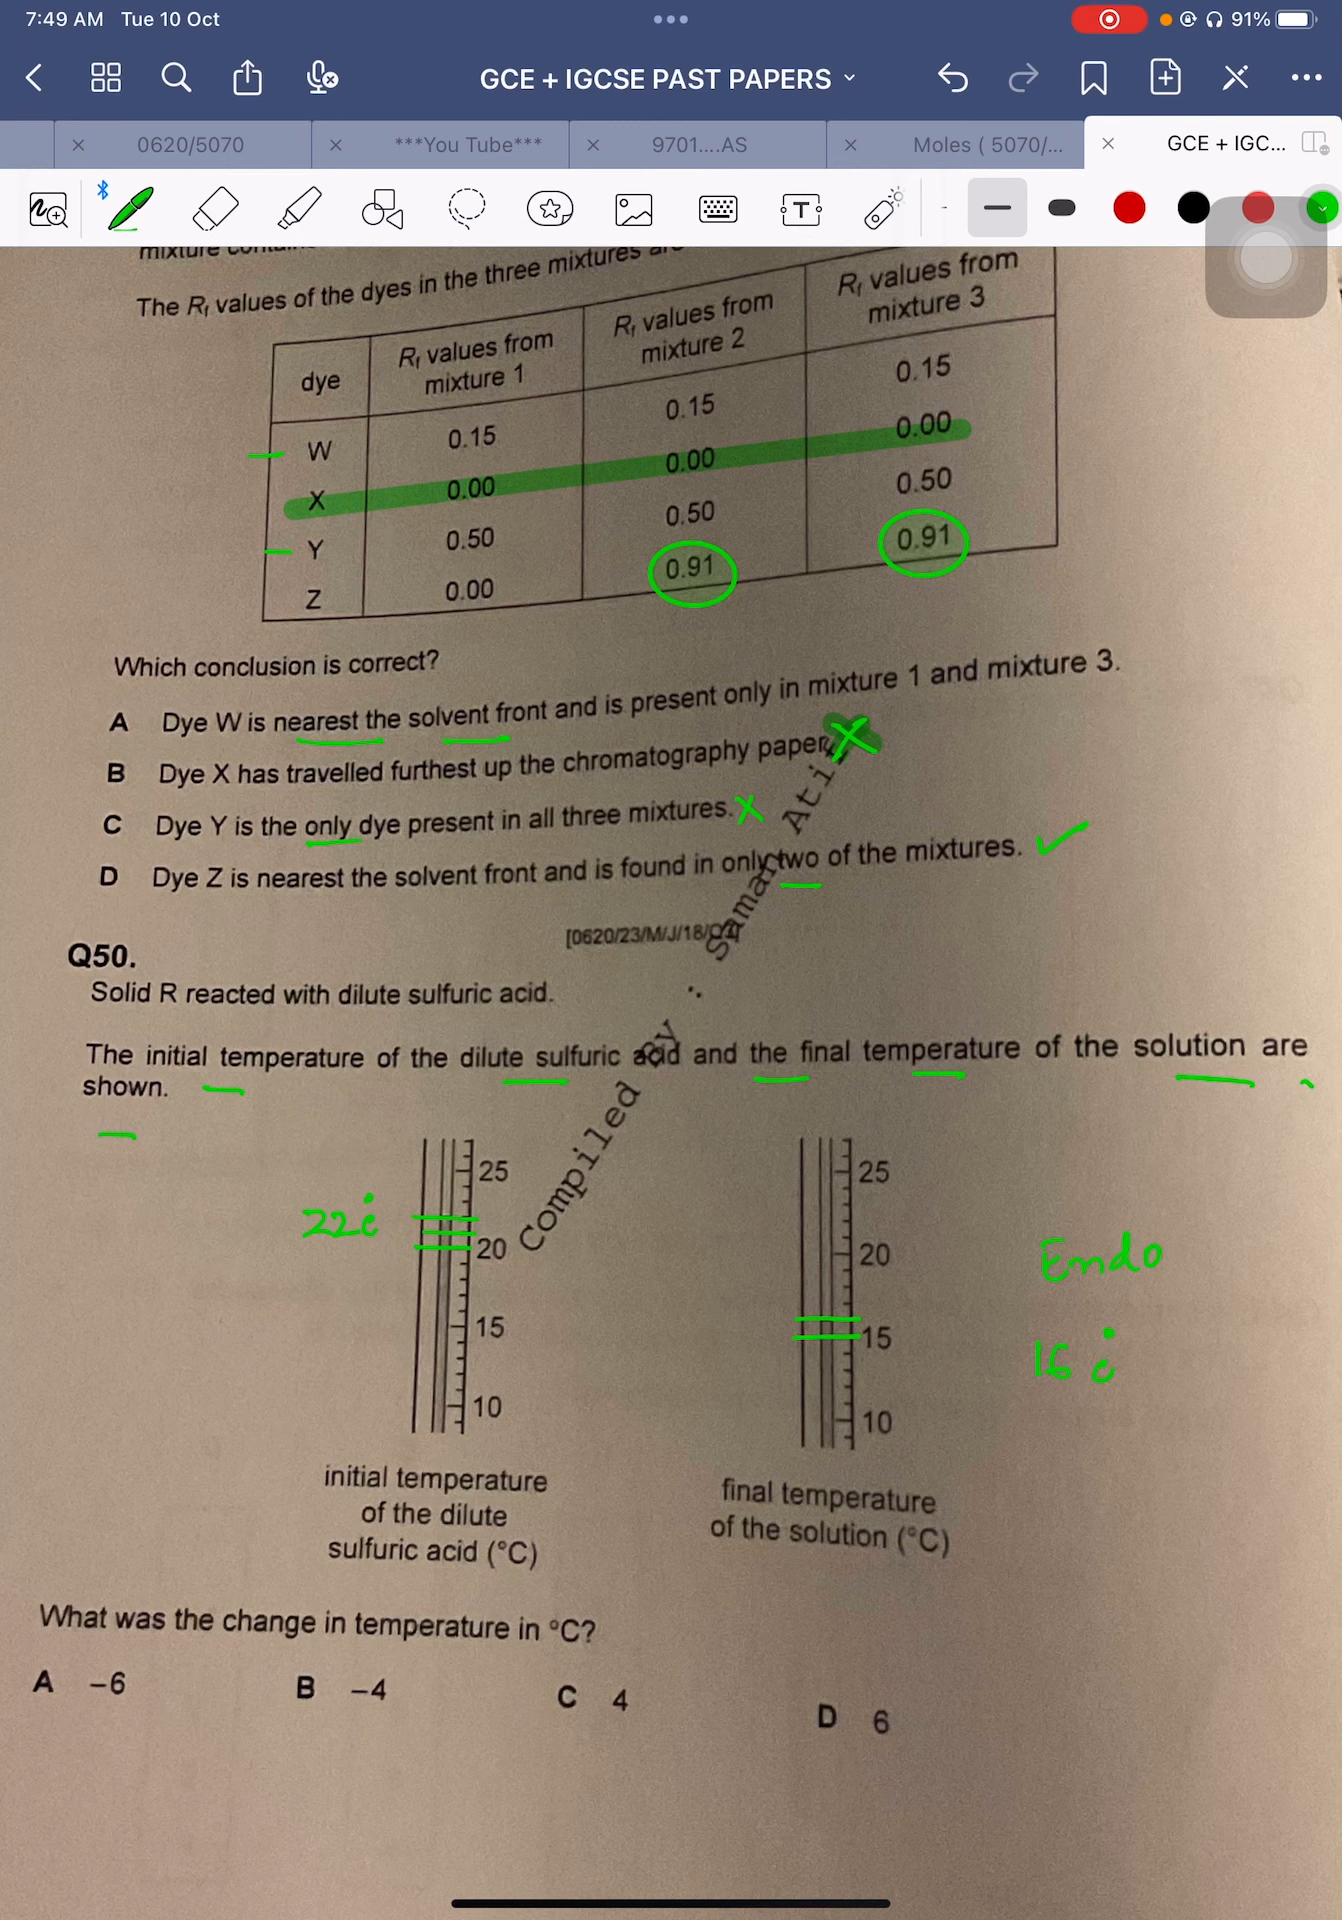 7:49 AM Tue 10 Oct
91%
GCE + IGCSE PAST PAPERS
0620/5070
***You Tube***
9701....AS
Moles ( 5070/...
GCE + IGC...
The Rf values of the dyes in the three mixtures
dye
Rf values from mixture 1
Rf values from mixture 2
Rf values from mixture 3
W 0.15 0.15 0.15
X 0.00 0.00 0.00
Y 0.50 0.50 0.50
Z 0.00 0.91 0.91
Which conclusion is correct?
A Dye W is nearest the solvent front and is present only in mixture 1 and mixture 3.
B Dye X has travelled furthest up the chromatography paper.
C Dye Y is the only dye present in all three mixtures.
D Dye Z is nearest the solvent front and is found in only two of the mixtures.
Q50.
Solid R reacted with dilute sulfuric acid.
The initial temperature of the dilute sulfuric acid and the final temperature of the solution are
shown.
25 25
20 20
15 15
10 10
22
Endo
16
Compiled By :
initial temperature
of the dilute
sulfuric acid (°C)
final temperature
of the solution (°C)
What was the change in temperature in °C?
A −6 B −4 C 4 D 6